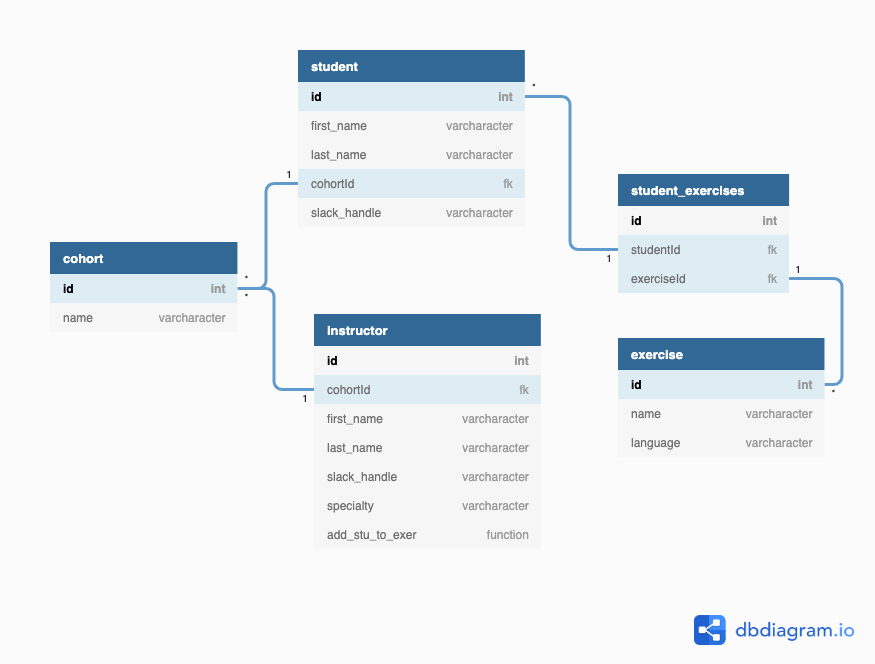 student
id int
first_name varcharacter
last_name varcharacter
cohortId fk
slack_handle varcharacter
*
1
cohort
id int
name varcharacter
*
*
instructor
id int
cohortId fk
first_name varcharacter
last_name varcharacter
slack_handle varcharacter
specialty varcharacter
add_stu_to_exer function
1
student_exercises
id int
studentId fk
exerciseId fk
1
1
exercise
id int
name varcharacter
language varcharacter
*
dbdiagram.io